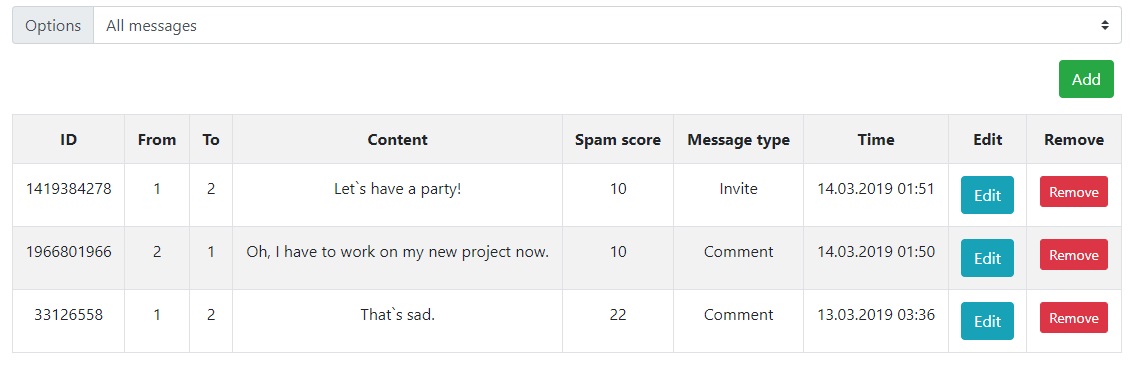 Options All messages
Add
ID From To Content Spam score Message type Time Edit Remove
1419384278 1 2 Let`s have a party! 10 Invite 14.03.2019 01:51 Edit Remove
1966801966 2 1 Oh, I have to work on my new project now. 10 Comment 14.03.2019 01:50 Edit Remove
33126558 1 2 That`s sad. 22 Comment 13.03.2019 03:36 Edit Remove